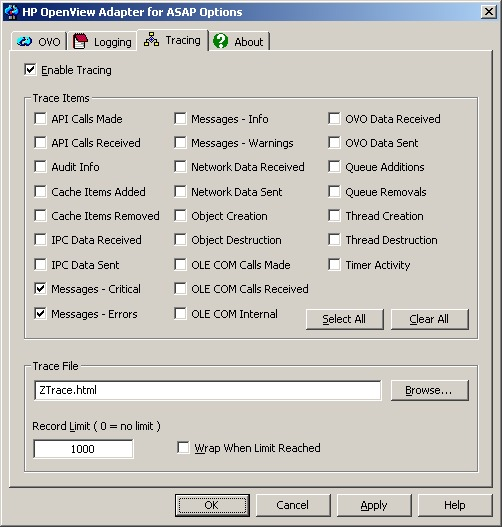 HP OpenView Adapter for ASAP Options
OVO Logging Tracing About
Enable Tracing
Trace Items
API Calls Made
API Calls Received
Audit Info
Cache Items Added
Cache Items Removed
IPC Data Received
IPC Data Sent
Messages - Critical
Messages - Errors
Messages - Info
Messages - Warnings
Network Data Received
Network Data Sent
Object Creation
Object Destruction
OLE COM Calls Made
OLE COM Calls Received
OLE COM Internal
OVO Data Received
OVO Data Sent
Queue Additions
Queue Removals
Thread Creation
Thread Destruction
Timer Activity
Select All Clear All
Trace File
ZTrace.html Browse...
Record Limit ( 0 = no limit )
1000 Wrap When Limit Reached
OK Cancel Apply Help